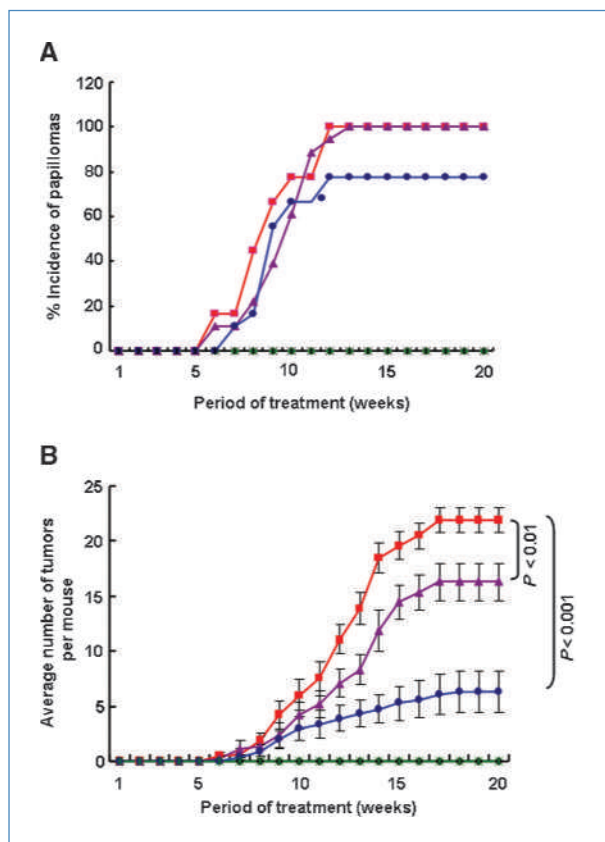 A
% Incidence of papillomas
120
100
80
60
40
20
0
1 5 10 15 20
Period of treatment (weeks)
B
Average number of tumors
per mouse
25
20
15
10
5
0
P < 0.01
P < 0.001
1 5 10 15 20
Period of treatment (weeks)